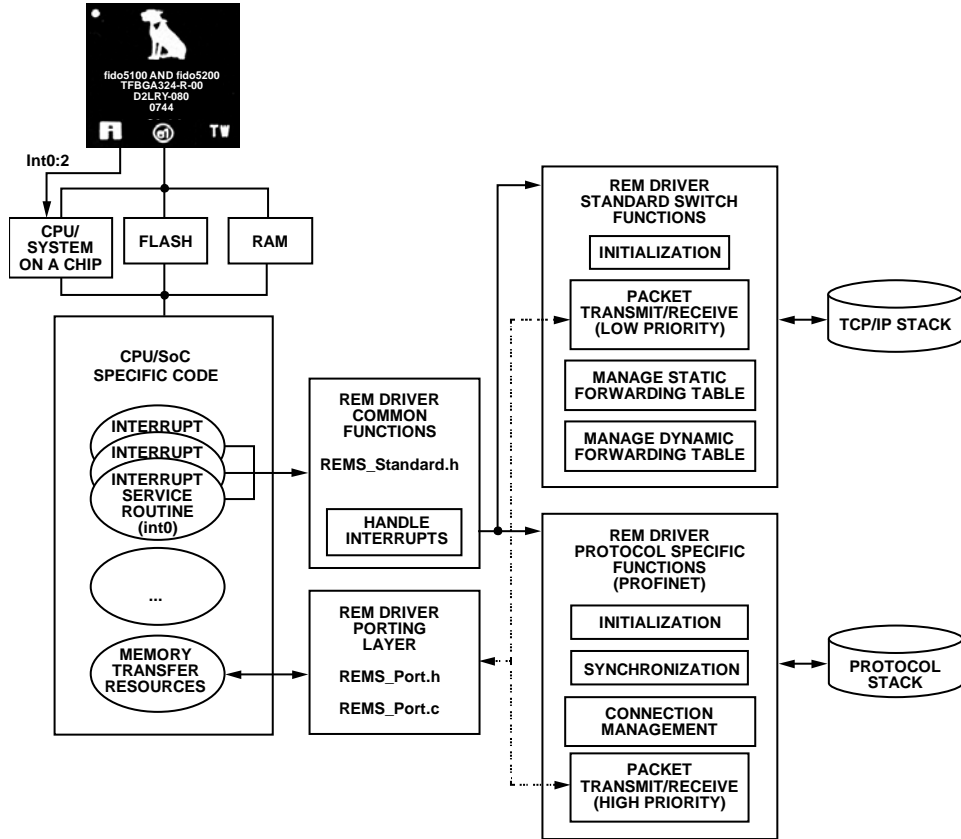 fido5100 AND fido5200
TFBGA324-R-00
D2LRY-080
0744
TW
Int0:2
CPU/
SYSTEM
ON A CHIP
FLASH
RAM
CPU/SoC
SPECIFIC CODE
INTERRUPT
INTERRUPT
INTERRUPT
SERVICE
ROUTINE
(int0)
...
MEMORY
TRANSFER
RESOURCES
REM DRIVER
COMMON
FUNCTIONS
REMS_Standard.h
HANDLE
INTERRUPTS
REM DRIVER
PORTING
LAYER
REMS_Port.h
REMS_Port.c
REM DRIVER
STANDARD SWITCH
FUNCTIONS
INITIALIZATION
PACKET
TRANSMIT/RECEIVE
(LOW PRIORITY)
MANAGE STATIC
FORWARDING TABLE
MANAGE DYNAMIC
FORWARDING TABLE
TCP/IP STACK
REM DRIVER
PROTOCOL SPECIFIC
FUNCTIONS
(PROFINET)
INITIALIZATION
SYNCHRONIZATION
CONNECTION
MANAGEMENT
PACKET
TRANSMIT/RECEIVE
(HIGH PRIORITY)
PROTOCOL
STACK